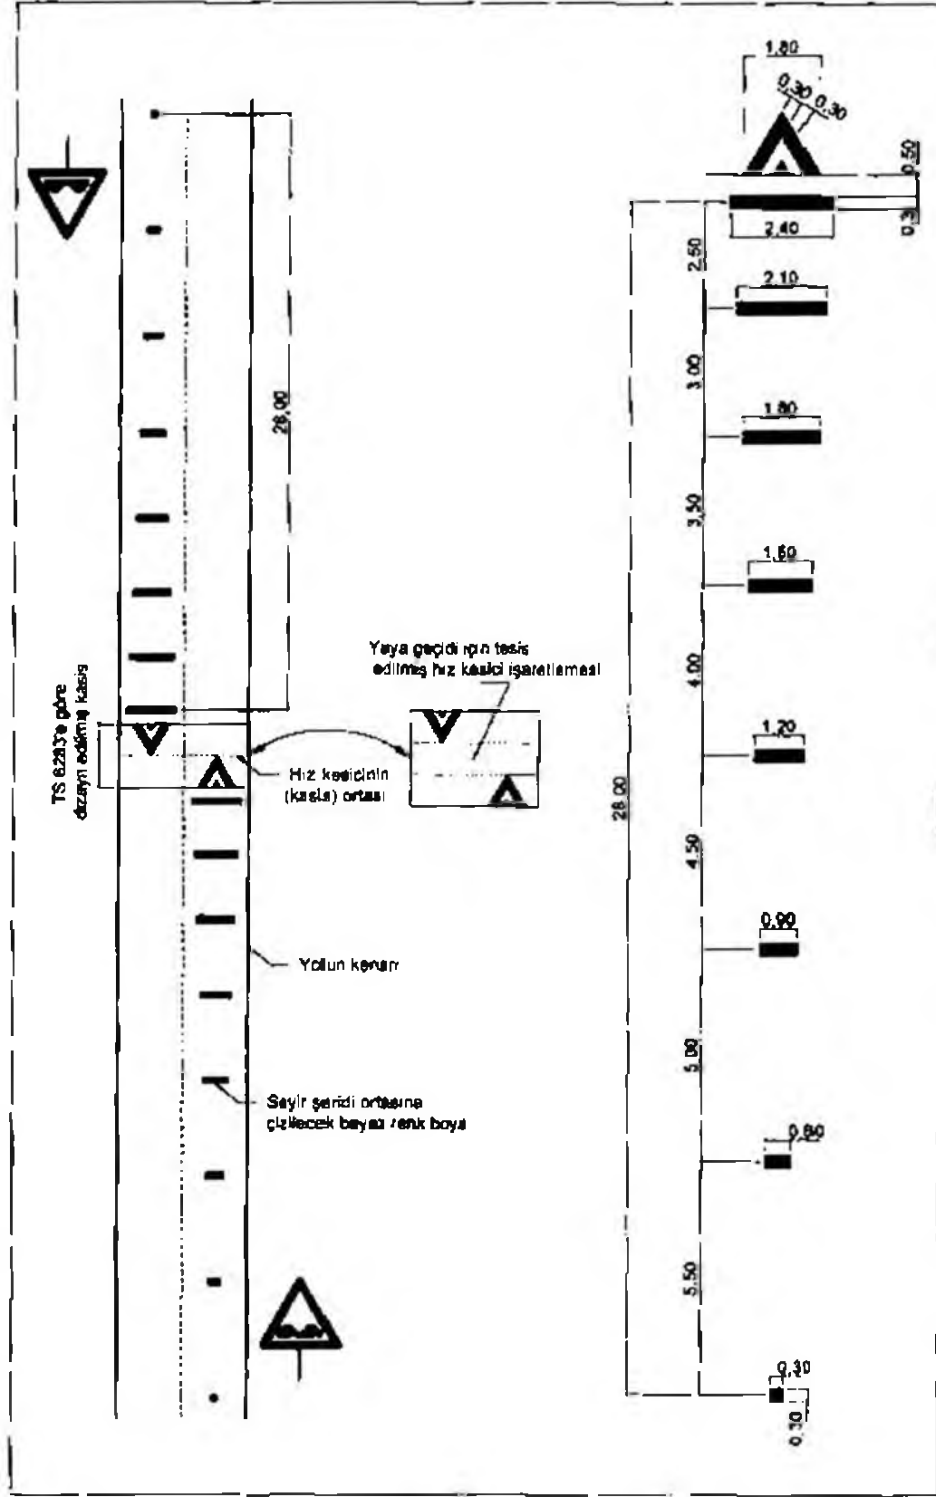 28,00
TS 6283'e göre
dizayn edilmiş kasis
Yaya geçidi için tesis
edilmiş hız kesici işaretlemesi
Hız kesicinin
(kasis) ortası
Yolun kenarı
Seyir şeridi ortasına
çizilecek beyaz renk boya
1,80
0,30
0,30
0,50
0,3
2,40
2,50
2,10
3,00
1,80
3,50
1,50
4,00
1,20
28,00
4,50
0,90
5,00
0,60
5,50
0,30
0,30